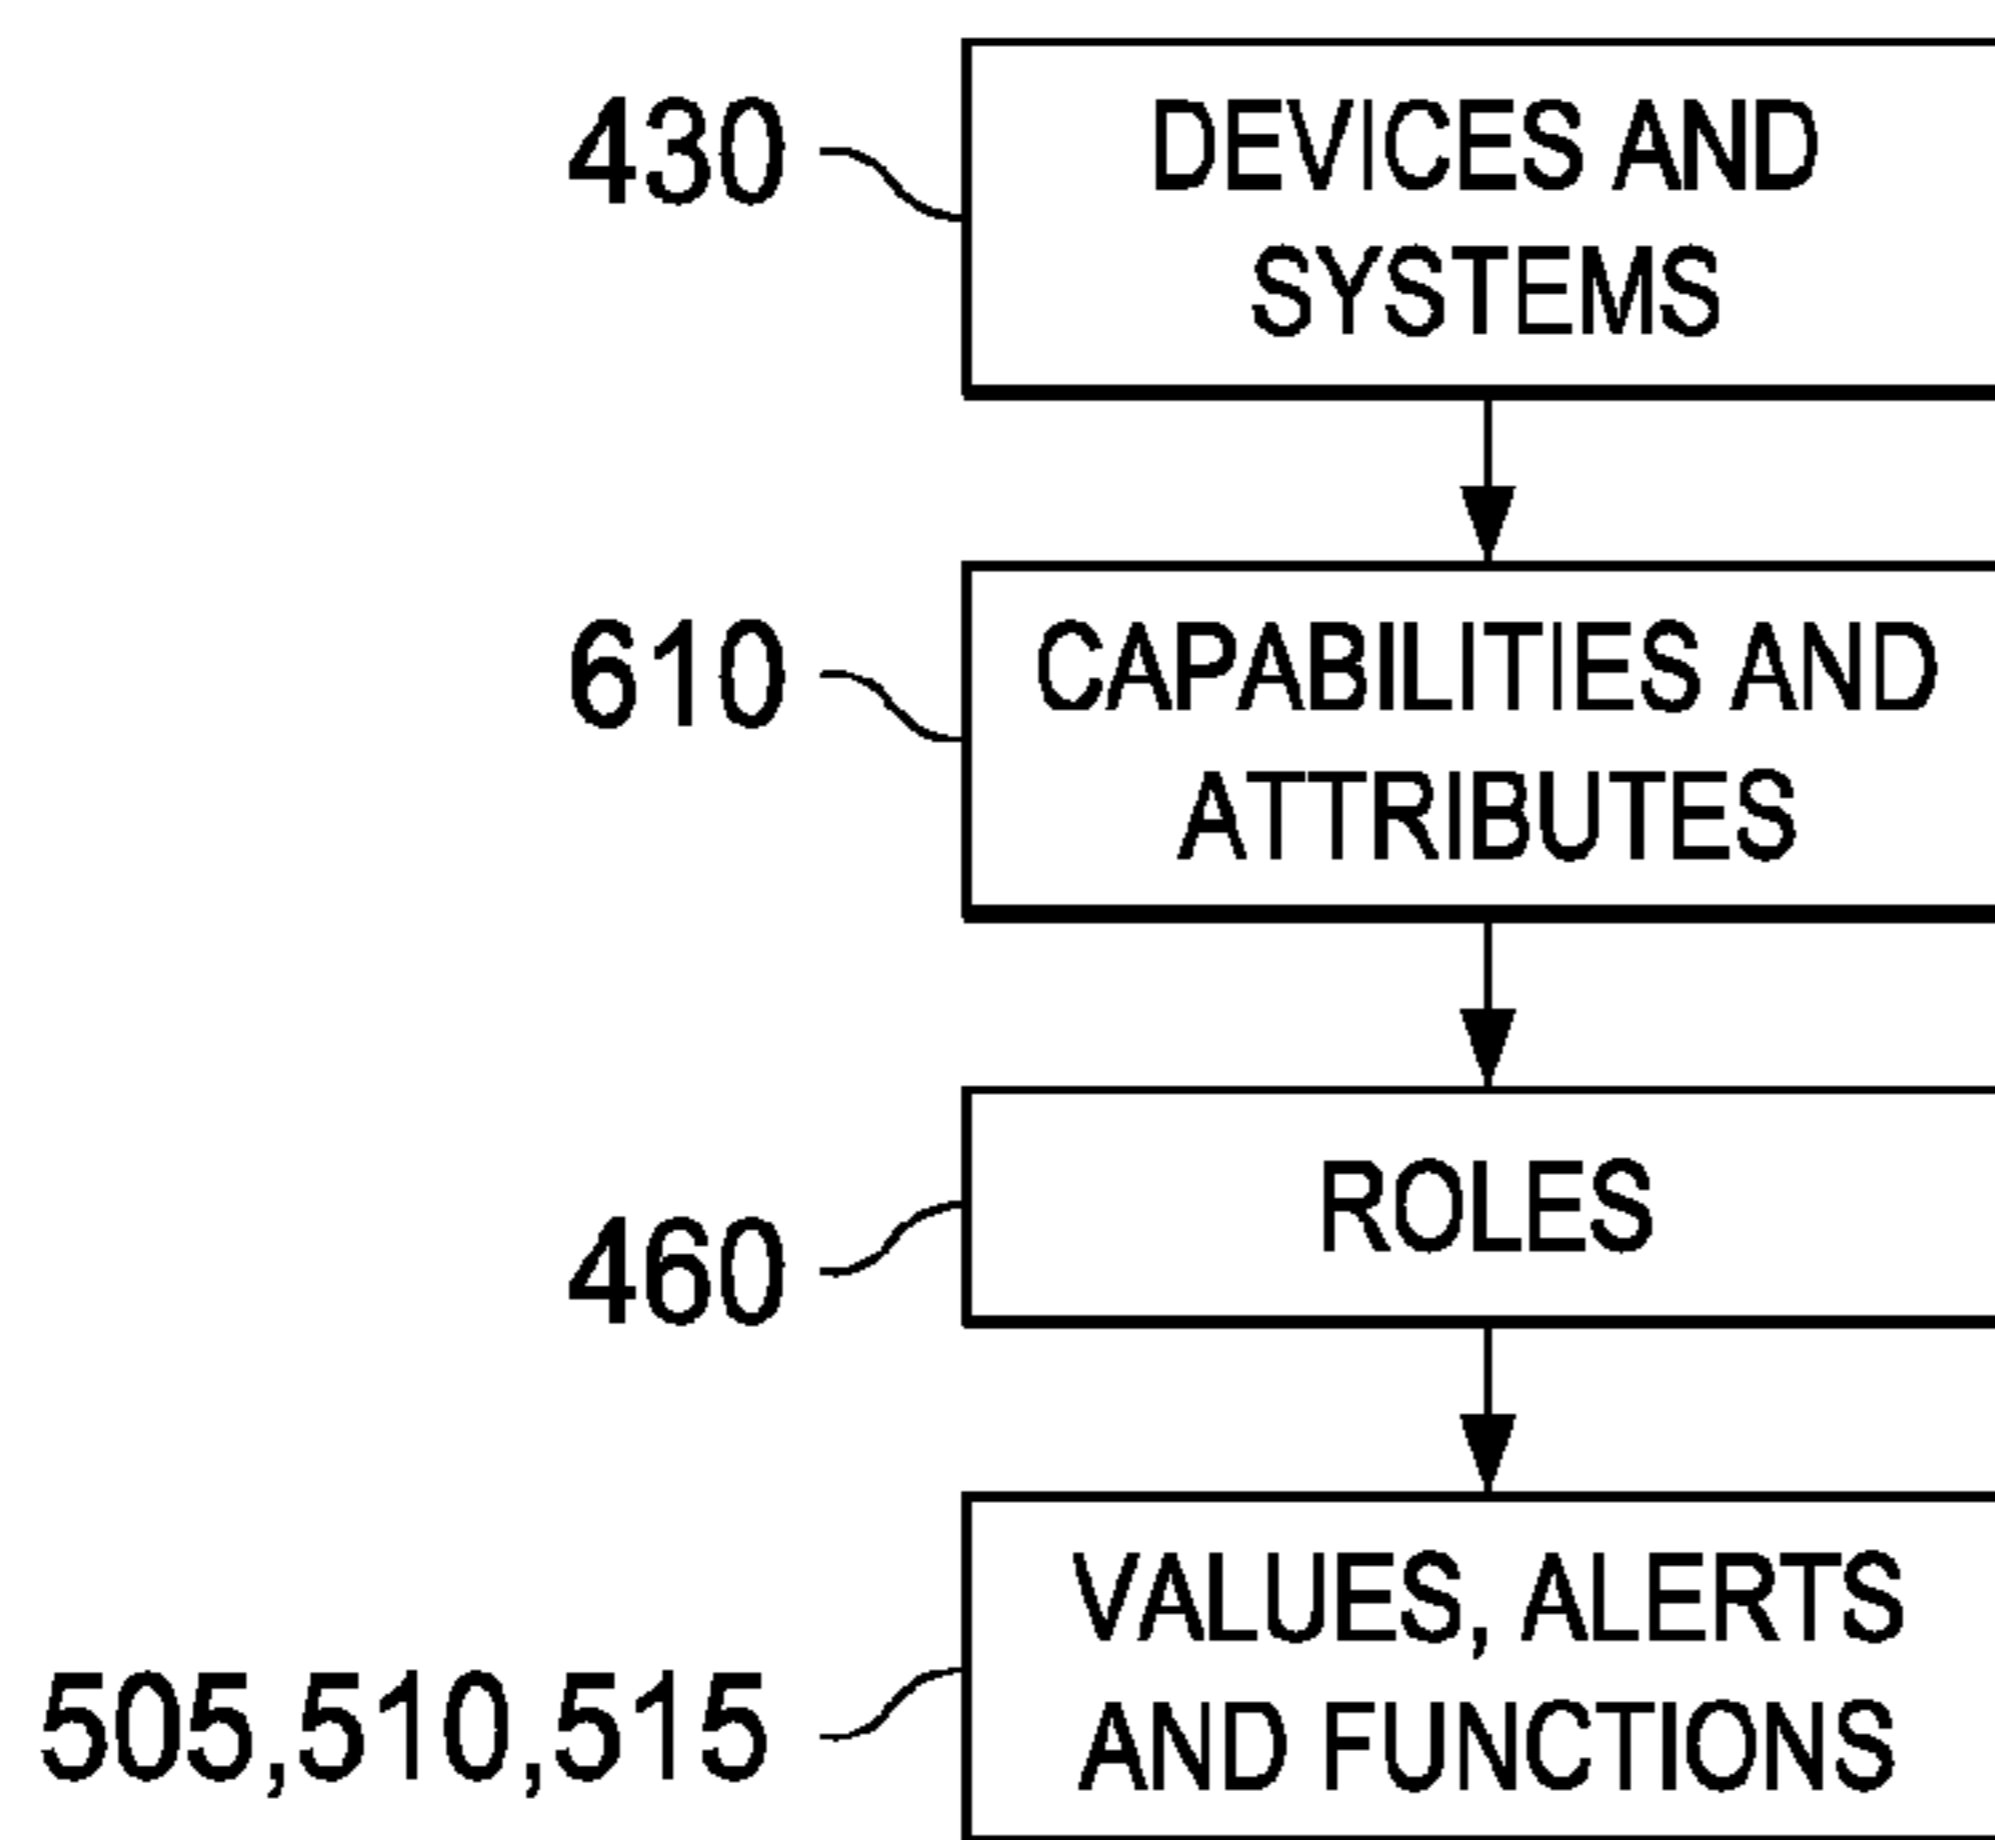 430
DEVICES AND
SYSTEMS
610
CAPABILITIES AND
ATTRIBUTES
460
ROLES
505,510,515
VALUES, ALERTS
AND FUNCTIONS